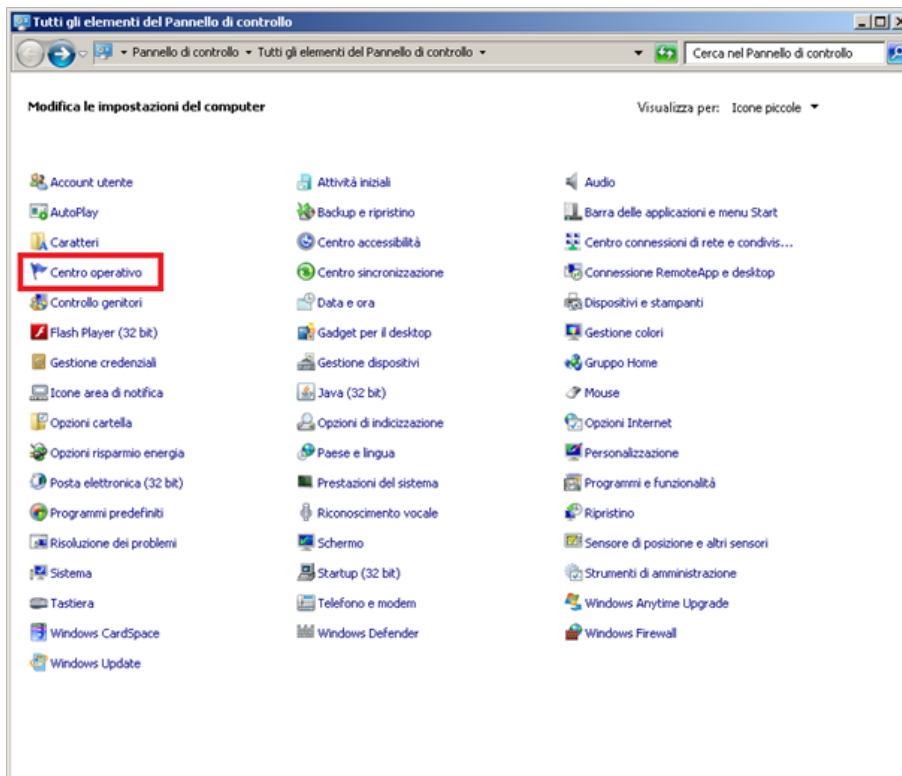 Tutti gli elementi del Pannello di controllo
Pannello di controllo Tutti gli elementi del Pannello di controllo Cerca nel Pannello di controllo
Modifica le impostazioni del computer Visualizza per: Icone piccole
Account utente Attività iniziali Audio
AutoPlay Backup e ripristino Barra delle applicazioni e menu Start
Caratteri Centro accessibilità Centro connessioni di rete e condivis...
Centro operativo Centro sincronizzazione Connessione RemoteApp e desktop
Controllo genitori Data e ora Dispositivi e stampanti
Flash Player (32 bit) Gadget per il desktop Gestione colori
Gestione credenziali Gestione dispositivi Gruppo Home
Icone area di notifica Java (32 bit) Mouse
Opzioni cartella Opzioni di indicizzazione Opzioni Internet
Opzioni risparmio energia Paese e lingua Personalizzazione
Posta elettronica (32 bit) Prestazioni del sistema Programmi e funzionalità
Programmi predefiniti Riconoscimento vocale Ripristino
Risoluzione dei problemi Schermo Sensore di posizione e altri sensori
Sistema Startup (32 bit) Strumenti di amministrazione
Tastiera Telefono e modem Windows Anytime Upgrade
Windows CardSpace Windows Defender Windows Firewall
Windows Update